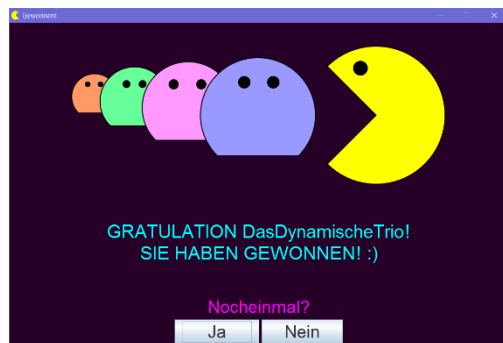 Gewonnen!
GRATULATION DasDynamischeTrio!
SIE HABEN GEWONNEN! :)
Nocheinmal?
Ja Nein